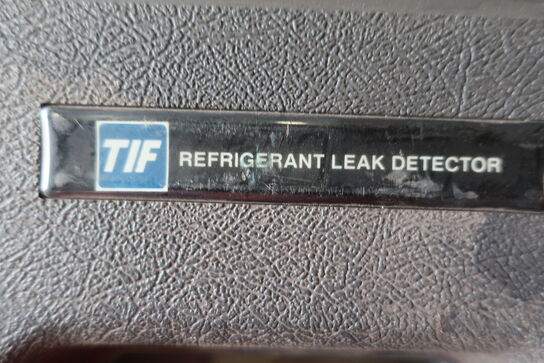 TIF REFRIGERANT LEAK DETECTOR